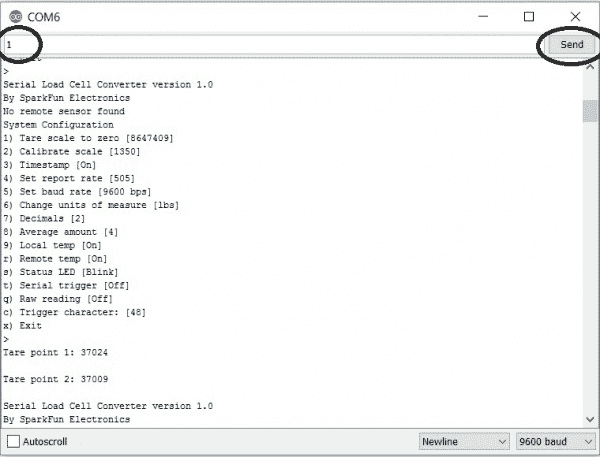 COM6
1
Send
>
Serial Load Cell Converter version 1.0
By SparkFun Electronics
No remote sensor found
System Configuration
1) Tare scale to zero [8647409]
2) Calibrate scale [1350]
3) Timestamp [On]
4) Set report rate [505]
5) Set baud rate [9600 bps]
6) Change units of measure [lbs]
7) Decimals [2]
8) Average amount [4]
9) Local temp [On]
r) Remote temp [On]
s) Status LED [Blink]
t) Serial trigger [Off]
q) Raw reading [Off]
c) Trigger character: [48]
x) Exit
>
Tare point 1: 37024
Tare point 2: 37009
Serial Load Cell Converter version 1.0
By SparkFun Electronics
Autoscroll
Newline
9600 baud